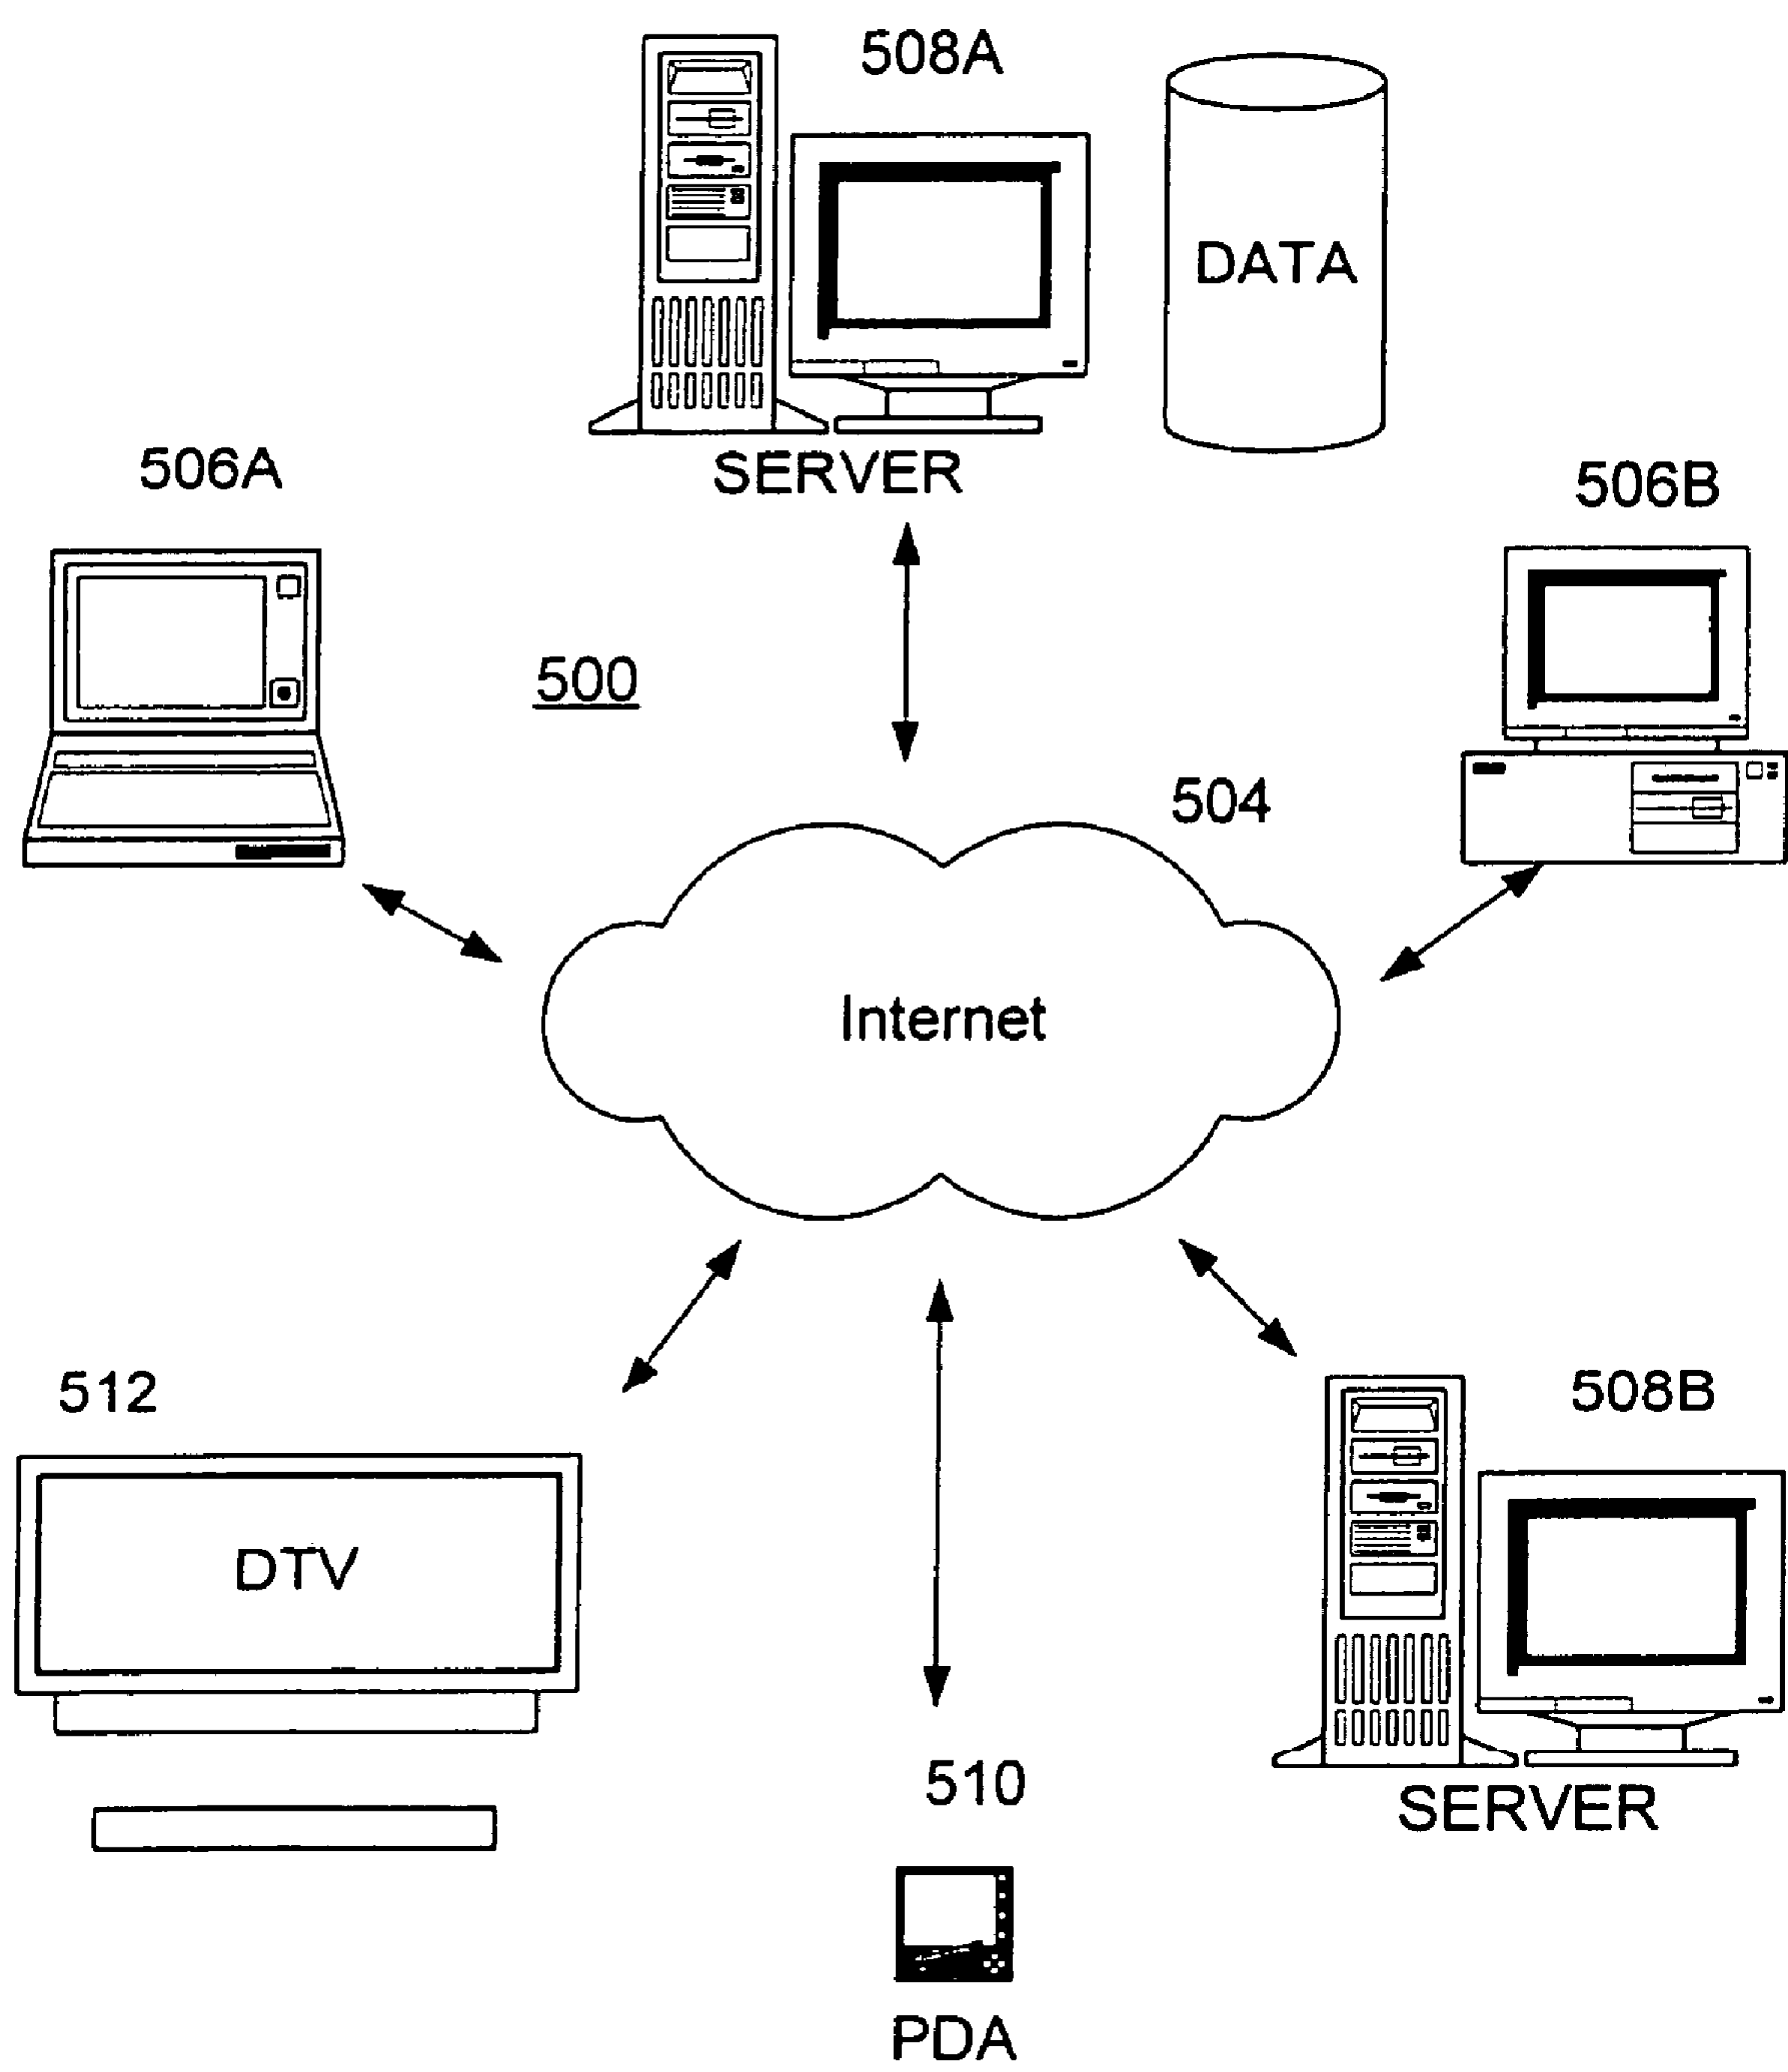 508A
DATA
SERVER
506A
506B
500
504
Internet
512
DTV
508B
SERVER
510
PDA